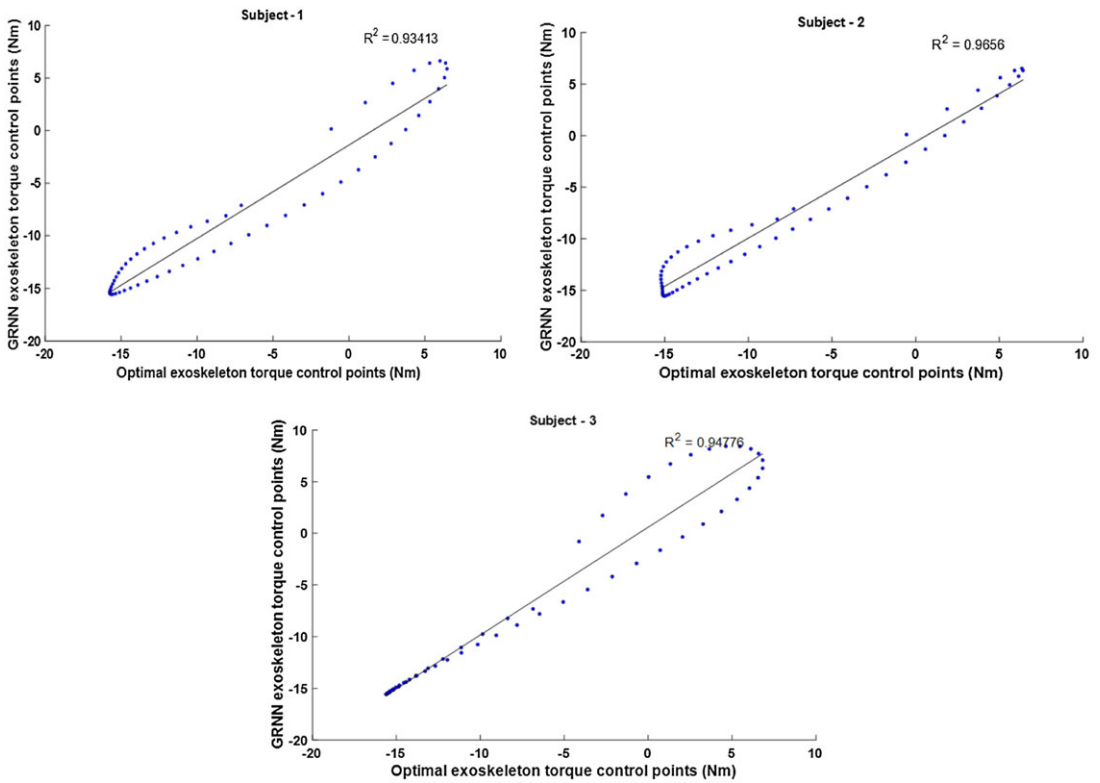 Subject - 1
R² = 0.93413
GRNN exoskeleton torque control points (Nm)
10
5
0
-5
-10
-15
-20
-20 -15 -10 -5 0 5 10
Optimal exoskeleton torque control points (Nm)
Subject - 2
R² = 0.9656
GRNN exoskeleton torque control points (Nm)
10
5
0
-5
-10
-15
-20
-20 -15 -10 -5 0 5 10
Optimal exoskeleton torque control points (Nm)
Subject - 3
R² = 0.94776
GRNN exoskeleton torque control points (Nm)
10
5
0
-5
-10
-15
-20
-20 -15 -10 -5 0 5 10
Optimal exoskeleton torque control points (Nm)